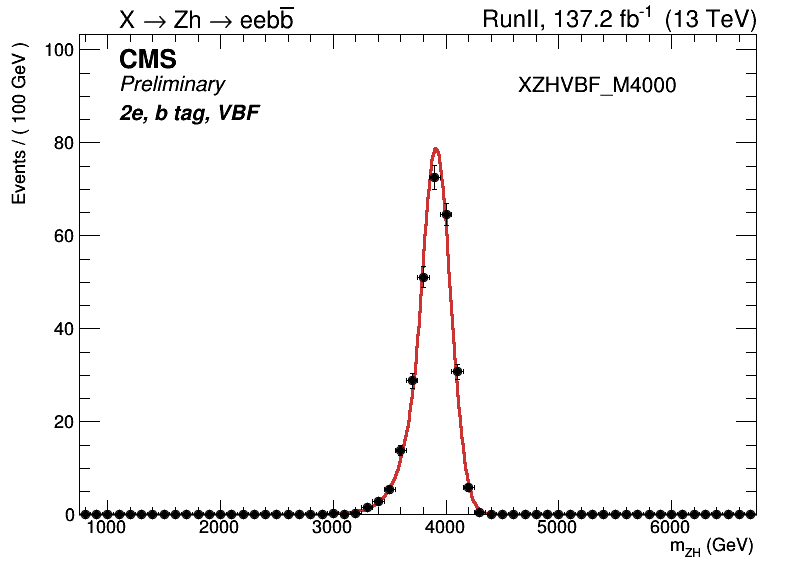 X → Zh → eebb̅ RunII, 137.2 fb⁻¹ (13 TeV)
CMS
Preliminary
2e, b tag, VBF
XZHVBF_M4000
Events / ( 100 GeV )
100
80
60
40
20
0
1000 2000 3000 4000 5000 6000
m_ZH (GeV)